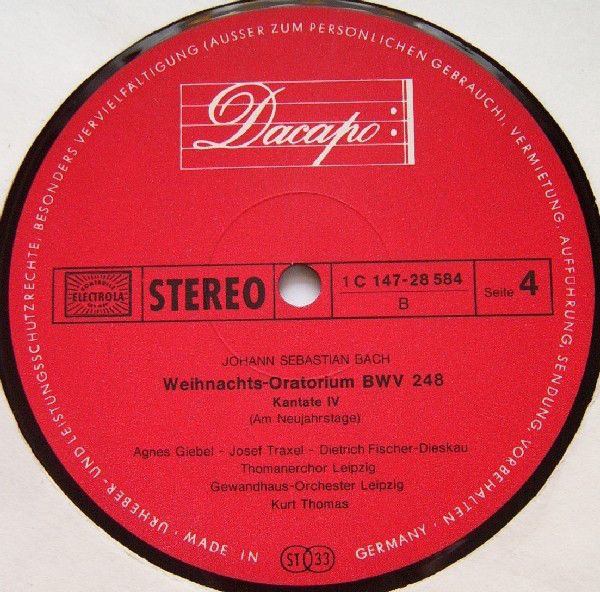 Dacapo
ELECTROLA
STEREO
1 C 147-28 584
B
Seite 4
JOHANN SEBASTIAN BACH
Weihnachts-Oratorium BWV 248
Kantate IV
(Am Neujahrstage)
Agnes Giebel - Josef Traxel - Dietrich Fischer-Dieskau
Thomanerchor Leipzig
Gewandhaus-Orchester Leipzig
Kurt Thomas
URHEBER- UND LEISTUNGSSCHUTZRECHTE, BESONDERS VERVIELFÄLTIGUNG (AUSSER ZUM PERSÖNLICHEN GEBRAUCH), VERMIETUNG, AUFFÜHRUNG, SENDUNG, VORBEHALTEN · MADE IN GERMANY ·
ST 33